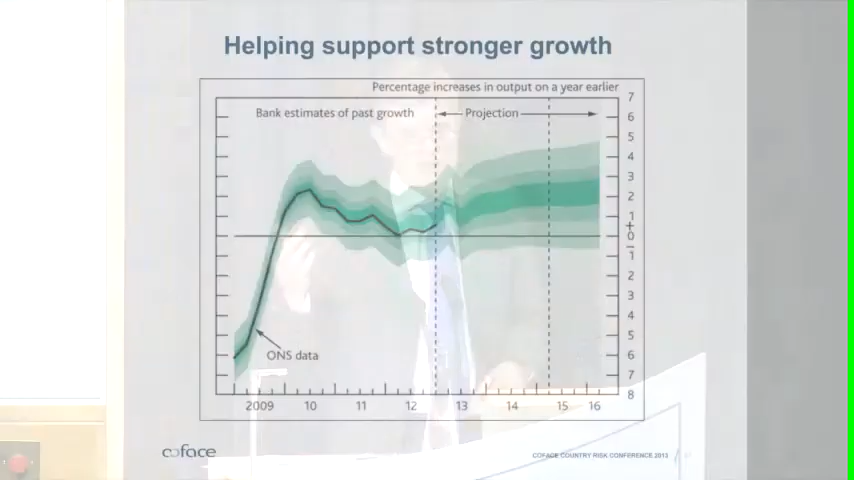 Helping support stronger growth
Percentage increases in output on a year earlier
Bank estimates of past growth
Projection
7
6
5
4
3
2
1
+
0
–
1
2
3
4
5
6
7
8
ONS data
2009 10 11 12 13 14 15 16
coface
COFACE COUNTRY RISK CONFERENCE 2013